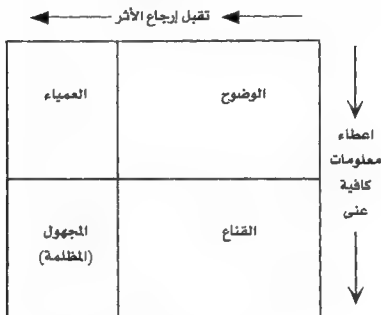 تقبل إرجاع الأثر
الوضوح
العمياء
اعطاء
معلومات
كافية
عنى
القناع
المجهول
(المظلمة)